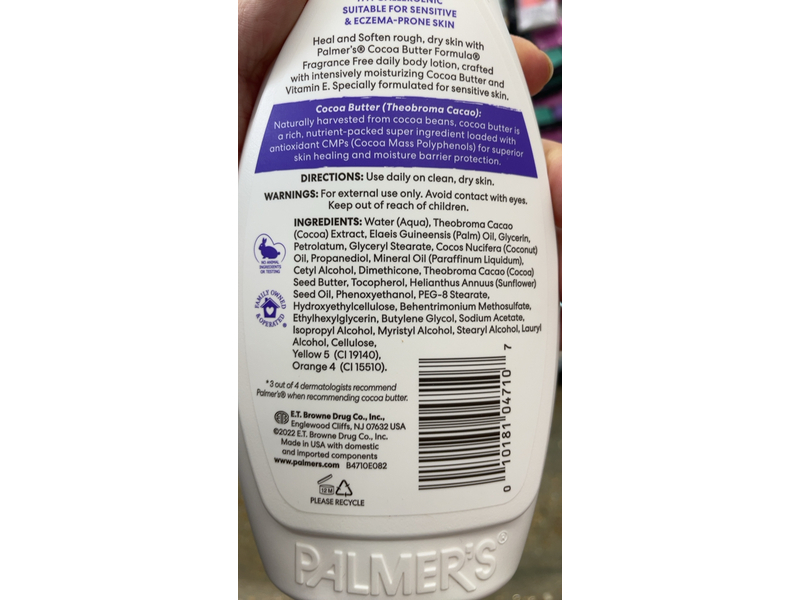 HYPOALLERGENIC
SUITABLE FOR SENSITIVE
& ECZEMA-PRONE SKIN
Heal and Soften rough, dry skin with
Palmer's® Cocoa Butter Formula®
Fragrance Free daily body lotion, crafted
with intensively moisturizing Cocoa Butter and
Vitamin E. Specially formulated for sensitive skin.
Cocoa Butter (Theobroma Cacao):
Naturally harvested from cocoa beans, cocoa butter is
a rich, nutrient-packed super ingredient loaded with
antioxidant CMPs (Cocoa Mass Polyphenols) for superior
skin healing and moisture barrier protection.
DIRECTIONS: Use daily on clean, dry skin.
WARNINGS: For external use only. Avoid contact with eyes.
Keep out of reach of children.
INGREDIENTS: Water (Aqua), Theobroma Cacao
(Cocoa) Extract, Elaeis Guineensis (Palm) Oil, Glycerin,
Petrolatum, Glyceryl Stearate, Cocos Nucifera (Coconut)
Oil, Propanediol, Mineral Oil (Paraffinum Liquidum),
Cetyl Alcohol, Dimethicone, Theobroma Cacao (Cocoa)
Seed Butter, Tocopherol, Helianthus Annuus (Sunflower)
Seed Oil, Phenoxyethanol, PEG-8 Stearate,
Hydroxyethylcellulose, Behentrimonium Methosulfate,
Ethylhexylglycerin, Butylene Glycol, Sodium Acetate,
Isopropyl Alcohol, Myristyl Alcohol, Stearyl Alcohol, Lauryl
Alcohol, Cellulose,
Yellow 5 (CI 19140),
Orange 4 (CI 15510).
NO ANIMAL
INGREDIENTS
OR TESTING
FAMILY OWNED
& OPERATED
*3 out of 4 dermatologists recommend
Palmer's® when recommending cocoa butter.
E.T. Browne Drug Co., Inc.,
Englewood Cliffs, NJ 07632 USA
©2022 E.T. Browne Drug Co., Inc.
Made in USA with domestic
and imported components
www.palmers.com B4710E082
12 M
PLEASE RECYCLE
0 10181 04710 7
PALMER'S®